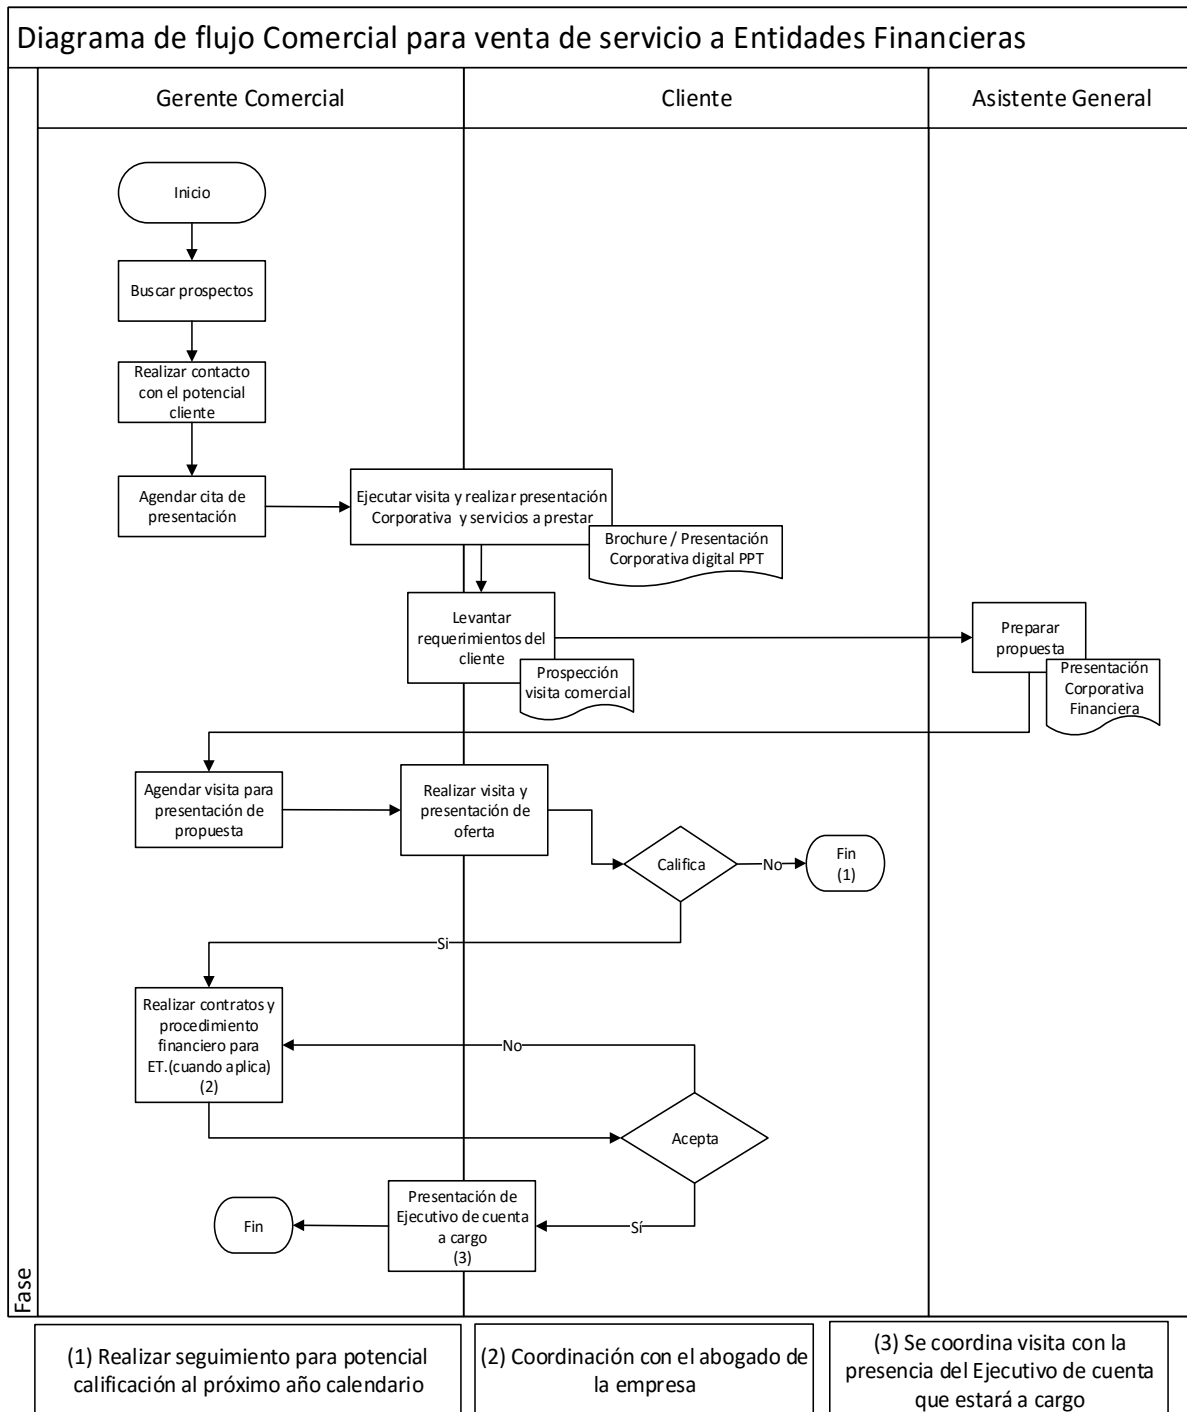 Diagrama de flujo Comercial para venta de servicio a Entidades Financieras
Gerente Comercial
Cliente
Asistente General
Inicio
Buscar prospectos
Realizar contacto
con el potencial
cliente
Agendar cita de
presentación
Ejecutar visita y realizar presentación
Corporativa y servicios a prestar
Brochure / Presentación
Corporativa digital PPT
Levantar
requerimientos del
cliente
Prospección
visita comercial
Preparar
propuesta
Presentación
Corporativa
Financiera
Agendar visita para
presentación de
propuesta
Realizar visita y
presentación de
oferta
Califica
No
Fin
(1)
Si
Realizar contratos y
procedimiento
financiero para
ET.(cuando aplica)
(2)
No
Acepta
Sí
Presentación de
Ejecutivo de cuenta
a cargo
(3)
Fin
Fase
(1) Realizar seguimiento para potencial
calificación al próximo año calendario
(2) Coordinación con el abogado de
la empresa
(3) Se coordina visita con la
presencia del Ejecutivo de cuenta
que estará a cargo